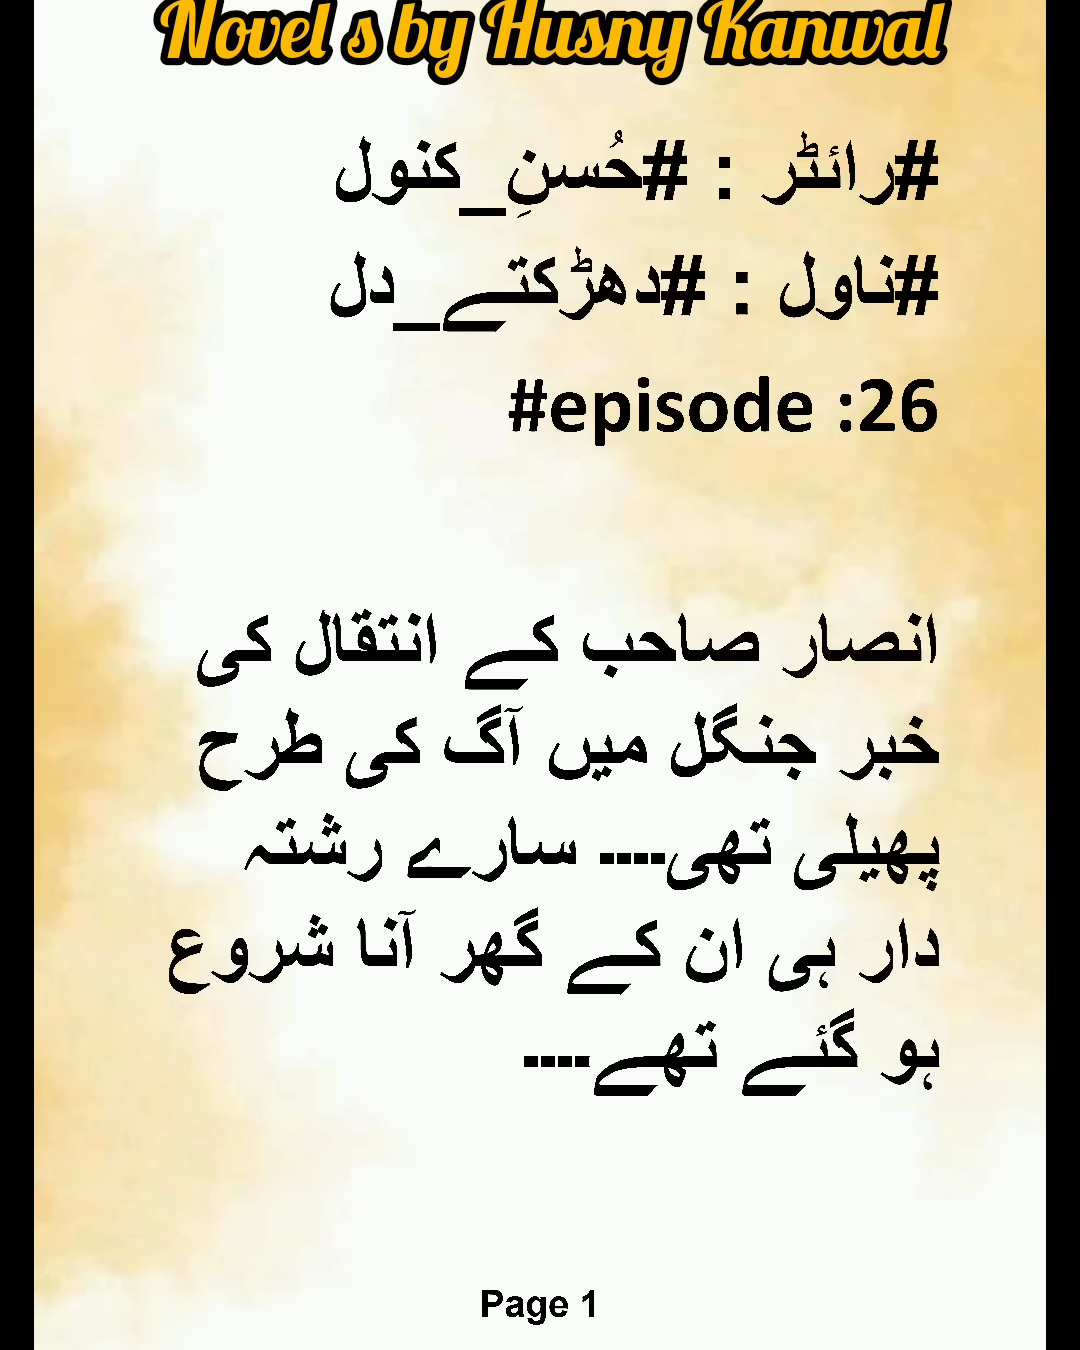 Novel s by Husny Kanwal
#رائٹر : #حُسنِ_کنول
#ناول : #دھڑکتے_دل
#episode :26
انصار صاحب کے انتقال کی
خبر جنگل میں آگ کی طرح
پھیلی تھی---- سارے رشتہ
دار ہی ان کے گھر آنا شروع
ہو گئے تھے----
Page 1